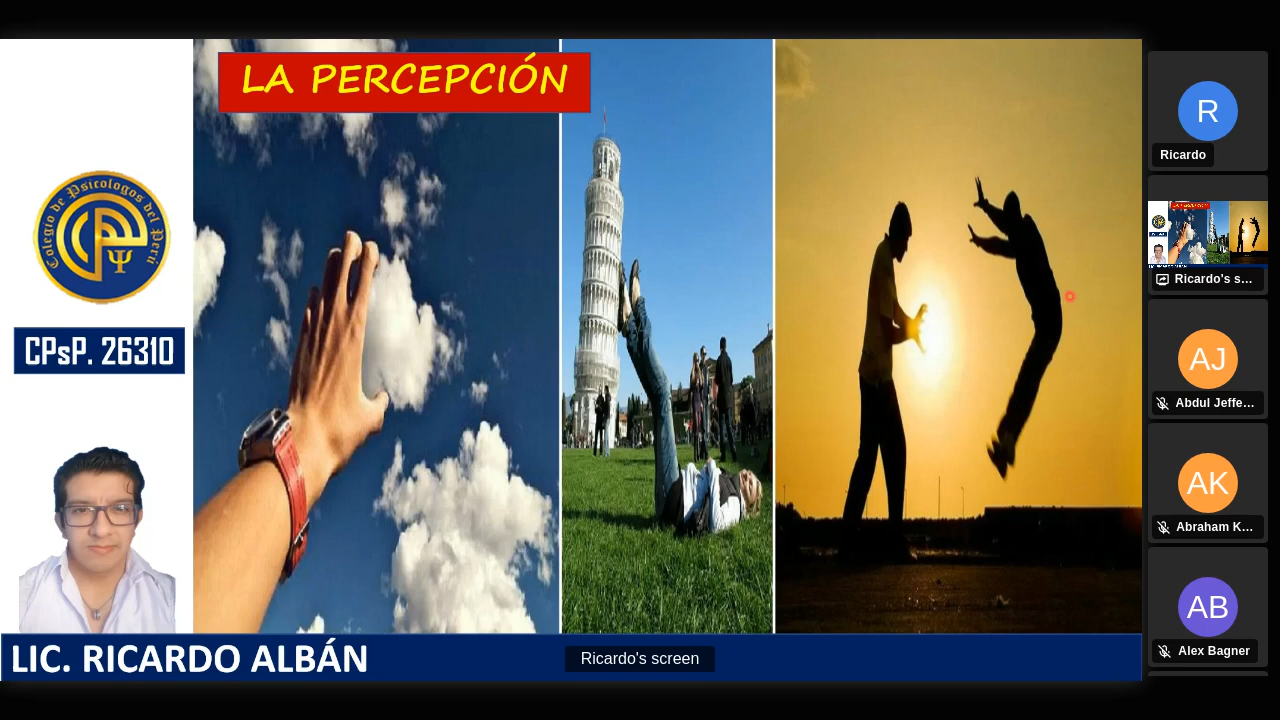 LA PERCEPCIÓN
Colegio de Psicologos del Perú
CPsP. 26310
LIC. RICARDO ALBÁN
Ricardo's screen
R
Ricardo
Ricardo's s...
AJ
Abdul Jeffe...
AK
Abraham K...
AB
Alex Bagner